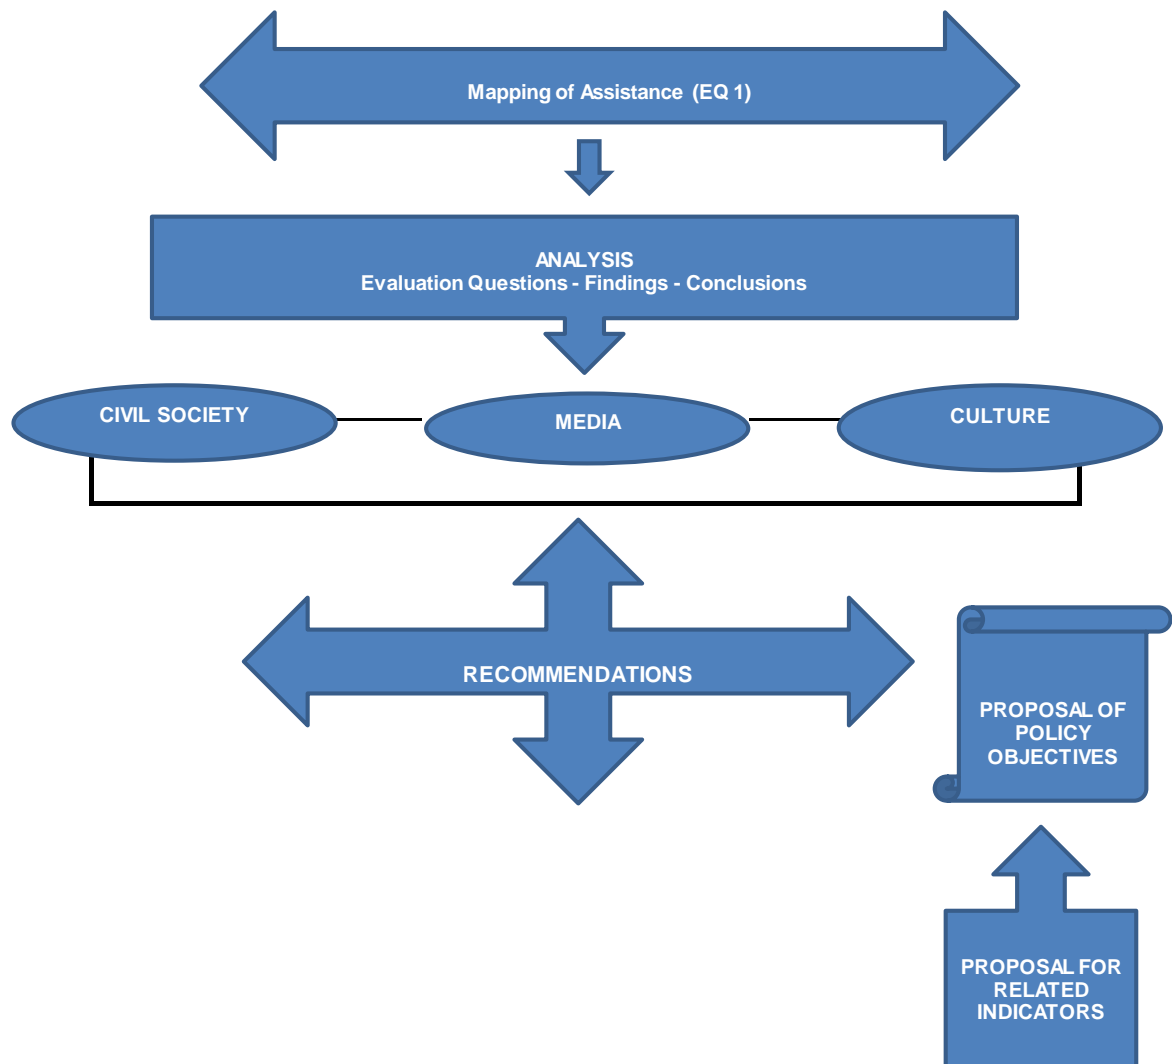 Mapping of Assistance (EQ 1)
ANALYSIS
Evaluation Questions - Findings - Conclusions
CIVIL SOCIETY
MEDIA
CULTURE
RECOMMENDATIONS
PROPOSAL OF
POLICY
OBJECTIVES
PROPOSAL FOR
RELATED
INDICATORS